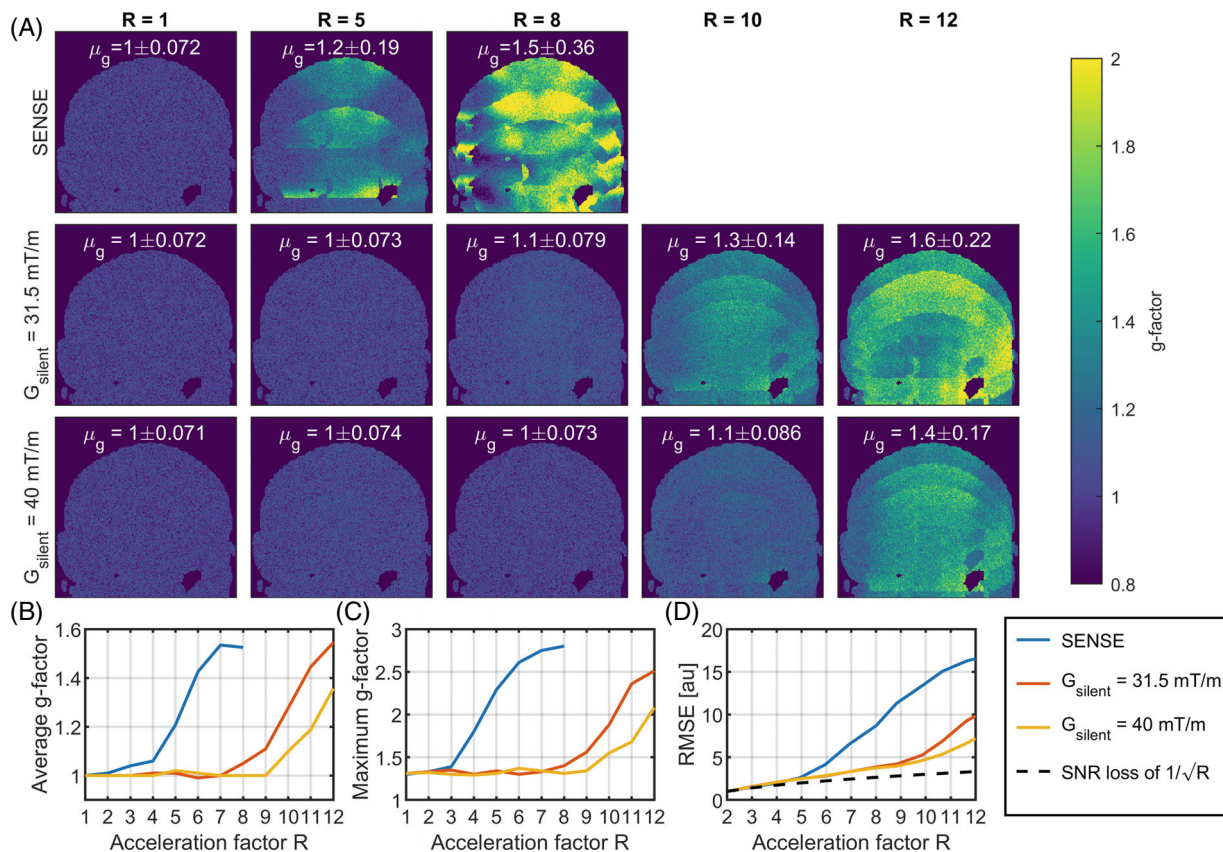 (A)
R = 1 R = 5 R = 8 R = 10 R = 12
SENSE
μg=1±0.072 μg=1.2±0.19 μg=1.5±0.36
Gsilent = 31.5 mT/m
μg = 1±0.072 μg = 1±0.073 μg = 1.1±0.079 μg = 1.3±0.14 μg = 1.6±0.22
Gsilent = 40 mT/m
μg = 1±0.071 μg = 1±0.074 μg = 1±0.073 μg = 1.1±0.086 μg = 1.4±0.17
2
1.8
1.6
1.4
1.2
1
0.8
g-factor
(B)
Average g-factor
1.6
1.4
1.2
1
1 2 3 4 5 6 7 8 9 10 11 12
Acceleration factor R
(C)
Maximum g-factor
3
2.5
2
1.5
1
1 2 3 4 5 6 7 8 9 10 11 12
Acceleration factor R
(D)
RMSE [au]
20
15
10
5
0
2 3 4 5 6 7 8 9 10 11 12
Acceleration factor R
SENSE
Gsilent = 31.5 mT/m
Gsilent = 40 mT/m
SNR loss of 1/√R